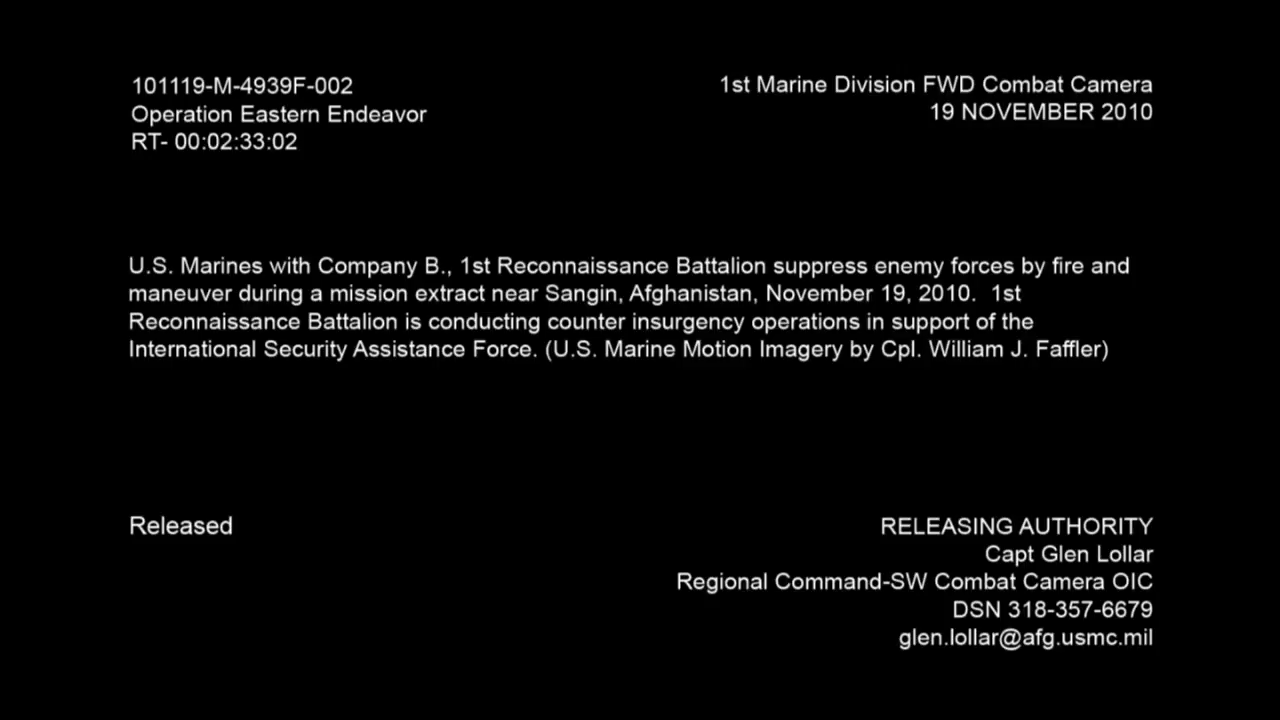 101119-M-4939F-002
Operation Eastern Endeavor
RT- 00:02:33:02
1st Marine Division FWD Combat Camera
19 NOVEMBER 2010
U.S. Marines with Company B., 1st Reconnaissance Battalion suppress enemy forces by fire and
maneuver during a mission extract near Sangin, Afghanistan, November 19, 2010.  1st
Reconnaissance Battalion is conducting counter insurgency operations in support of the
International Security Assistance Force. (U.S. Marine Motion Imagery by Cpl. William J. Faffler)
Released
RELEASING AUTHORITY
Capt Glen Lollar
Regional Command-SW Combat Camera OIC
DSN 318-357-6679
glen.lollar@afg.usmc.mil